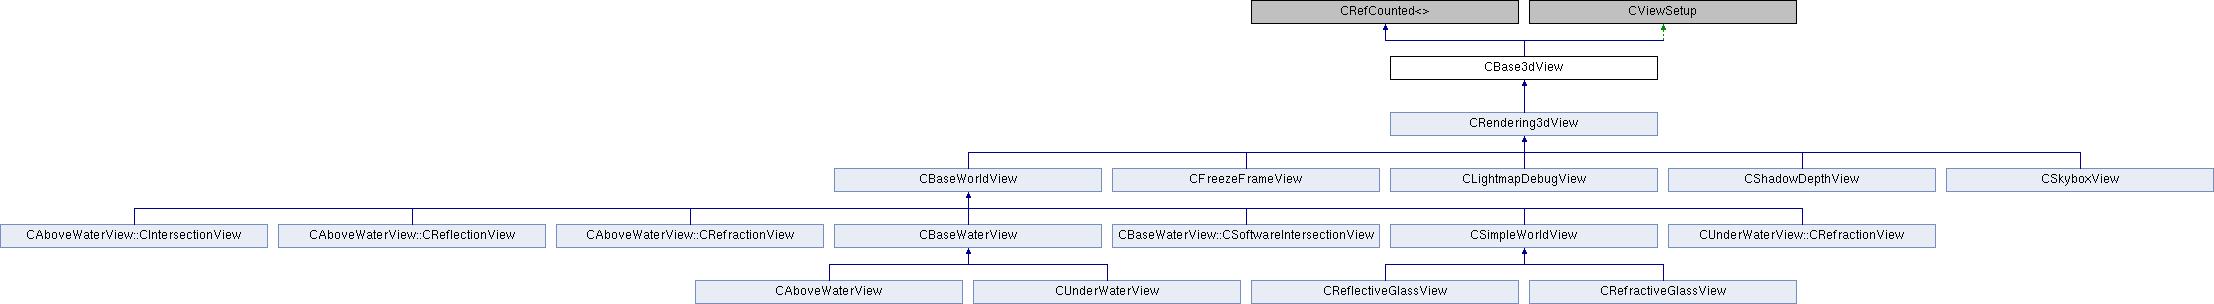 CRefCounted<>
CViewSetup
CBase3dView
CRendering3dView
CBaseWorldView
CFreezeFrameView
CLightmapDebugView
CShadowDepthView
CSkyboxView
CAboveWaterView::CIntersectionView
CAboveWaterView::CReflectionView
CAboveWaterView::CRefractionView
CBaseWaterView
CBaseWaterView::CSoftwareIntersectionView
CSimpleWorldView
CUnderWaterView::CRefractionView
CAboveWaterView
CUnderWaterView
CReflectiveGlassView
CRefractiveGlassView